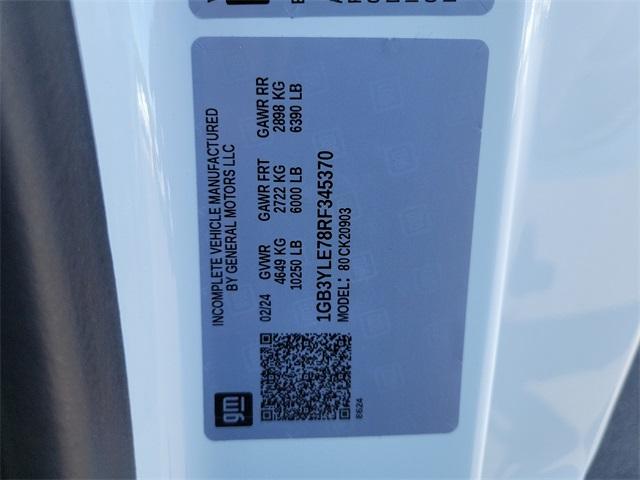 INCOMPLETE VEHICLE MANUFACTURED
BY GENERAL MOTORS LLC
02/24 GVWR GAWR FRT GAWR RR
4649 KG 2722 KG 2898 KG
10250 LB 6000 LB 6390 LB
1GB3YLE78RF345370
MODEL: 80 CK20903
gm
E624